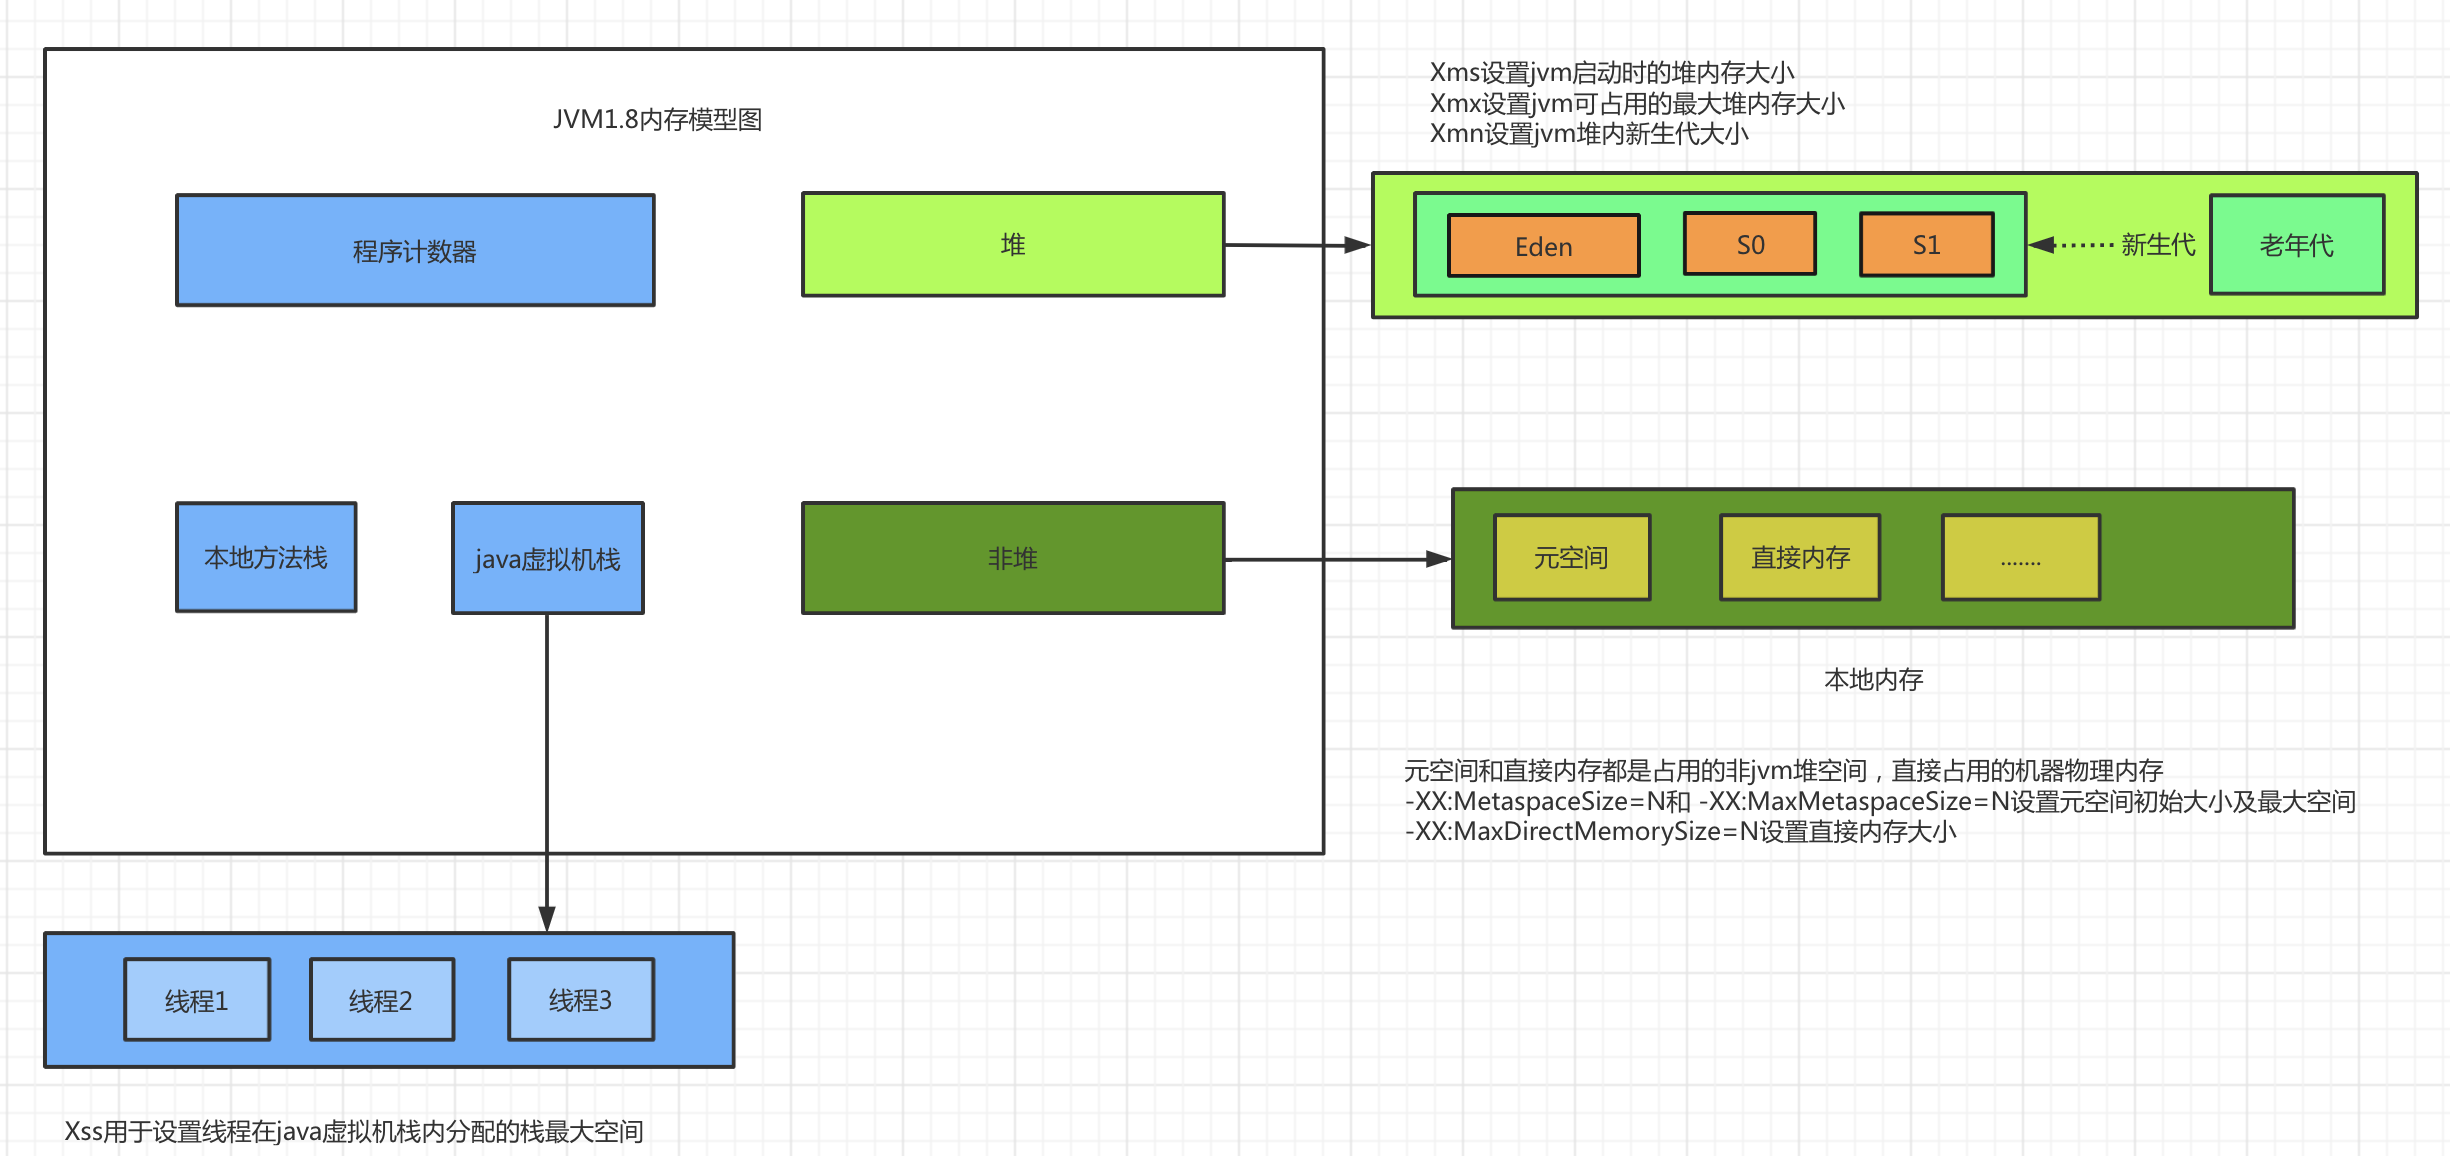 JVM1.8内存模型图
程序计数器
堆
本地方法栈
java虚拟机栈
非堆
Xms设置jvm启动时的堆内存大小
Xmx设置jvm可占用的最大堆内存大小
Xmn设置jvm堆内新生代大小
Eden
S0
S1
新生代
老年代
元空间
直接内存
.......
本地内存
元空间和直接内存都是占用的非jvm堆空间，直接占用的机器物理内存
-XX:MetaspaceSize=N和 -XX:MaxMetaspaceSize=N设置元空间初始大小及最大空间
-XX:MaxDirectMemorySize=N设置直接内存大小
线程1
线程2
线程3
Xss用于设置线程在java虚拟机栈内分配的栈最大空间